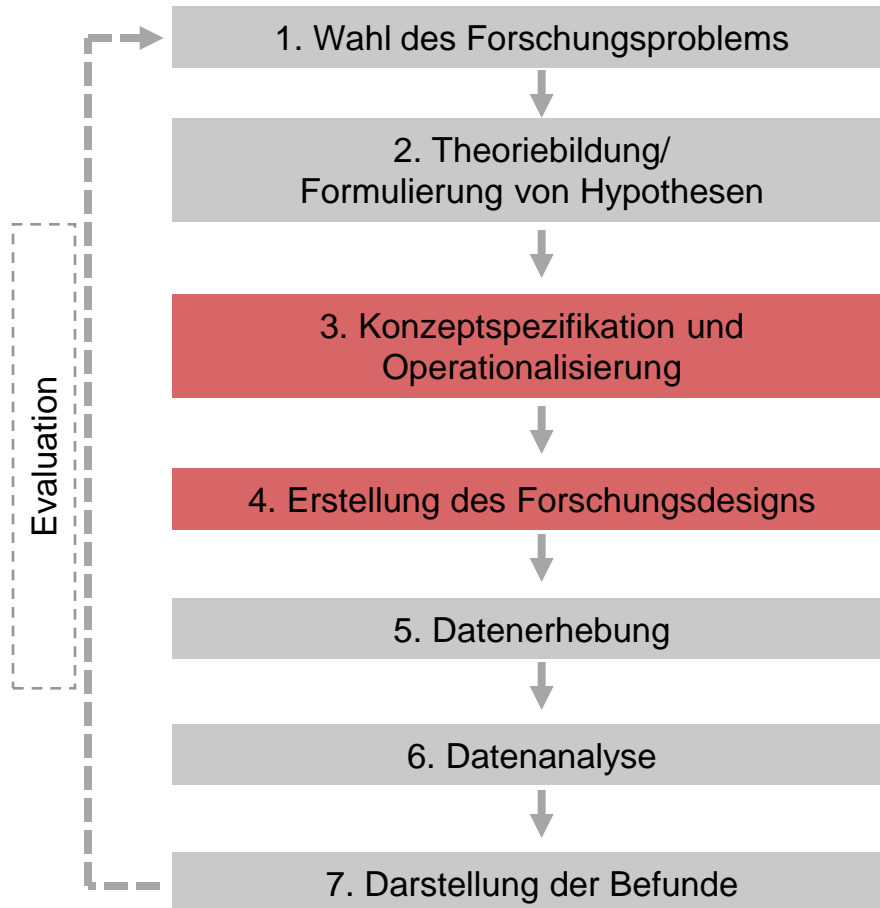 1. Wahl des Forschungsproblems
2. Theoriebildung/
Formulierung von Hypothesen
3. Konzeptspezifikation und
Operationalisierung
4. Erstellung des Forschungsdesigns
5. Datenerhebung
6. Datenanalyse
7. Darstellung der Befunde
Evaluation